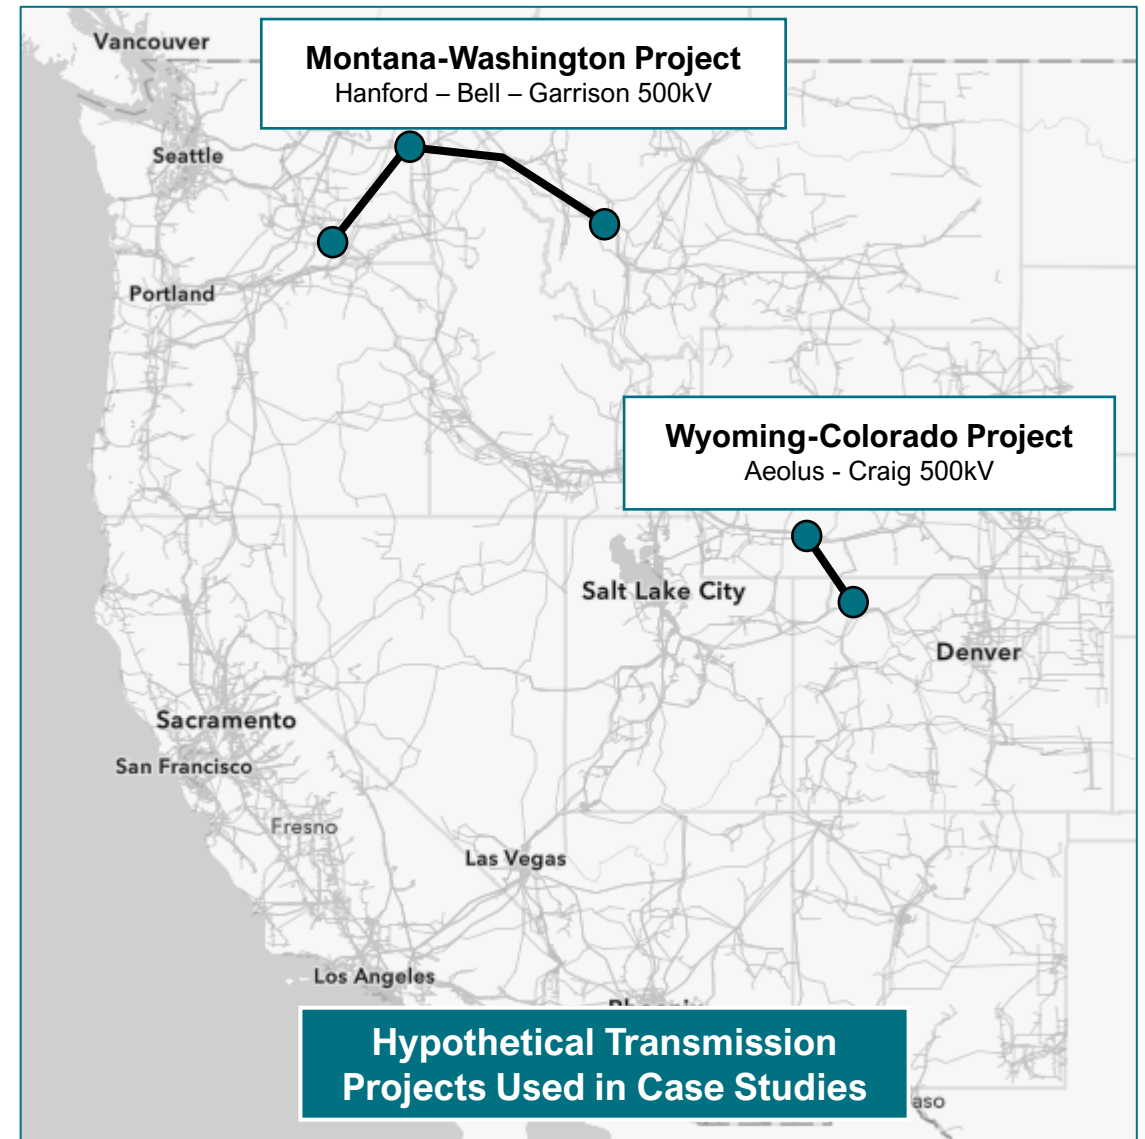 Vancouver
Montana-Washington Project
Hanford – Bell – Garrison 500kV
Seattle
Portland
Wyoming-Colorado Project
Aeolus - Craig 500kV
Salt Lake City
Denver
Sacramento
San Francisco
Fresno
Las Vegas
Los Angeles
Hypothetical Transmission
Projects Used in Case Studies
aso